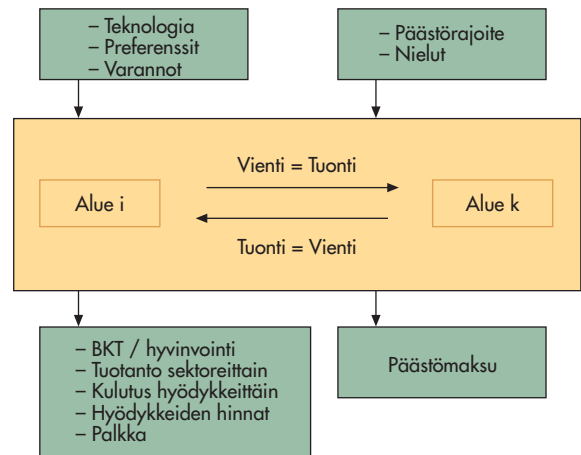 – Teknologia
– Preferenssit
– Varannot
– Päästörajoite
– Nielut
Vienti = Tuonti
Alue i
Alue k
Tuonti = Vienti
– BKT / hyvinvointi
– Tuotanto sektoreittain
– Kulutus hyödykkeittäin
– Hyödykkeiden hinnat
– Palkka
Päästömaksu